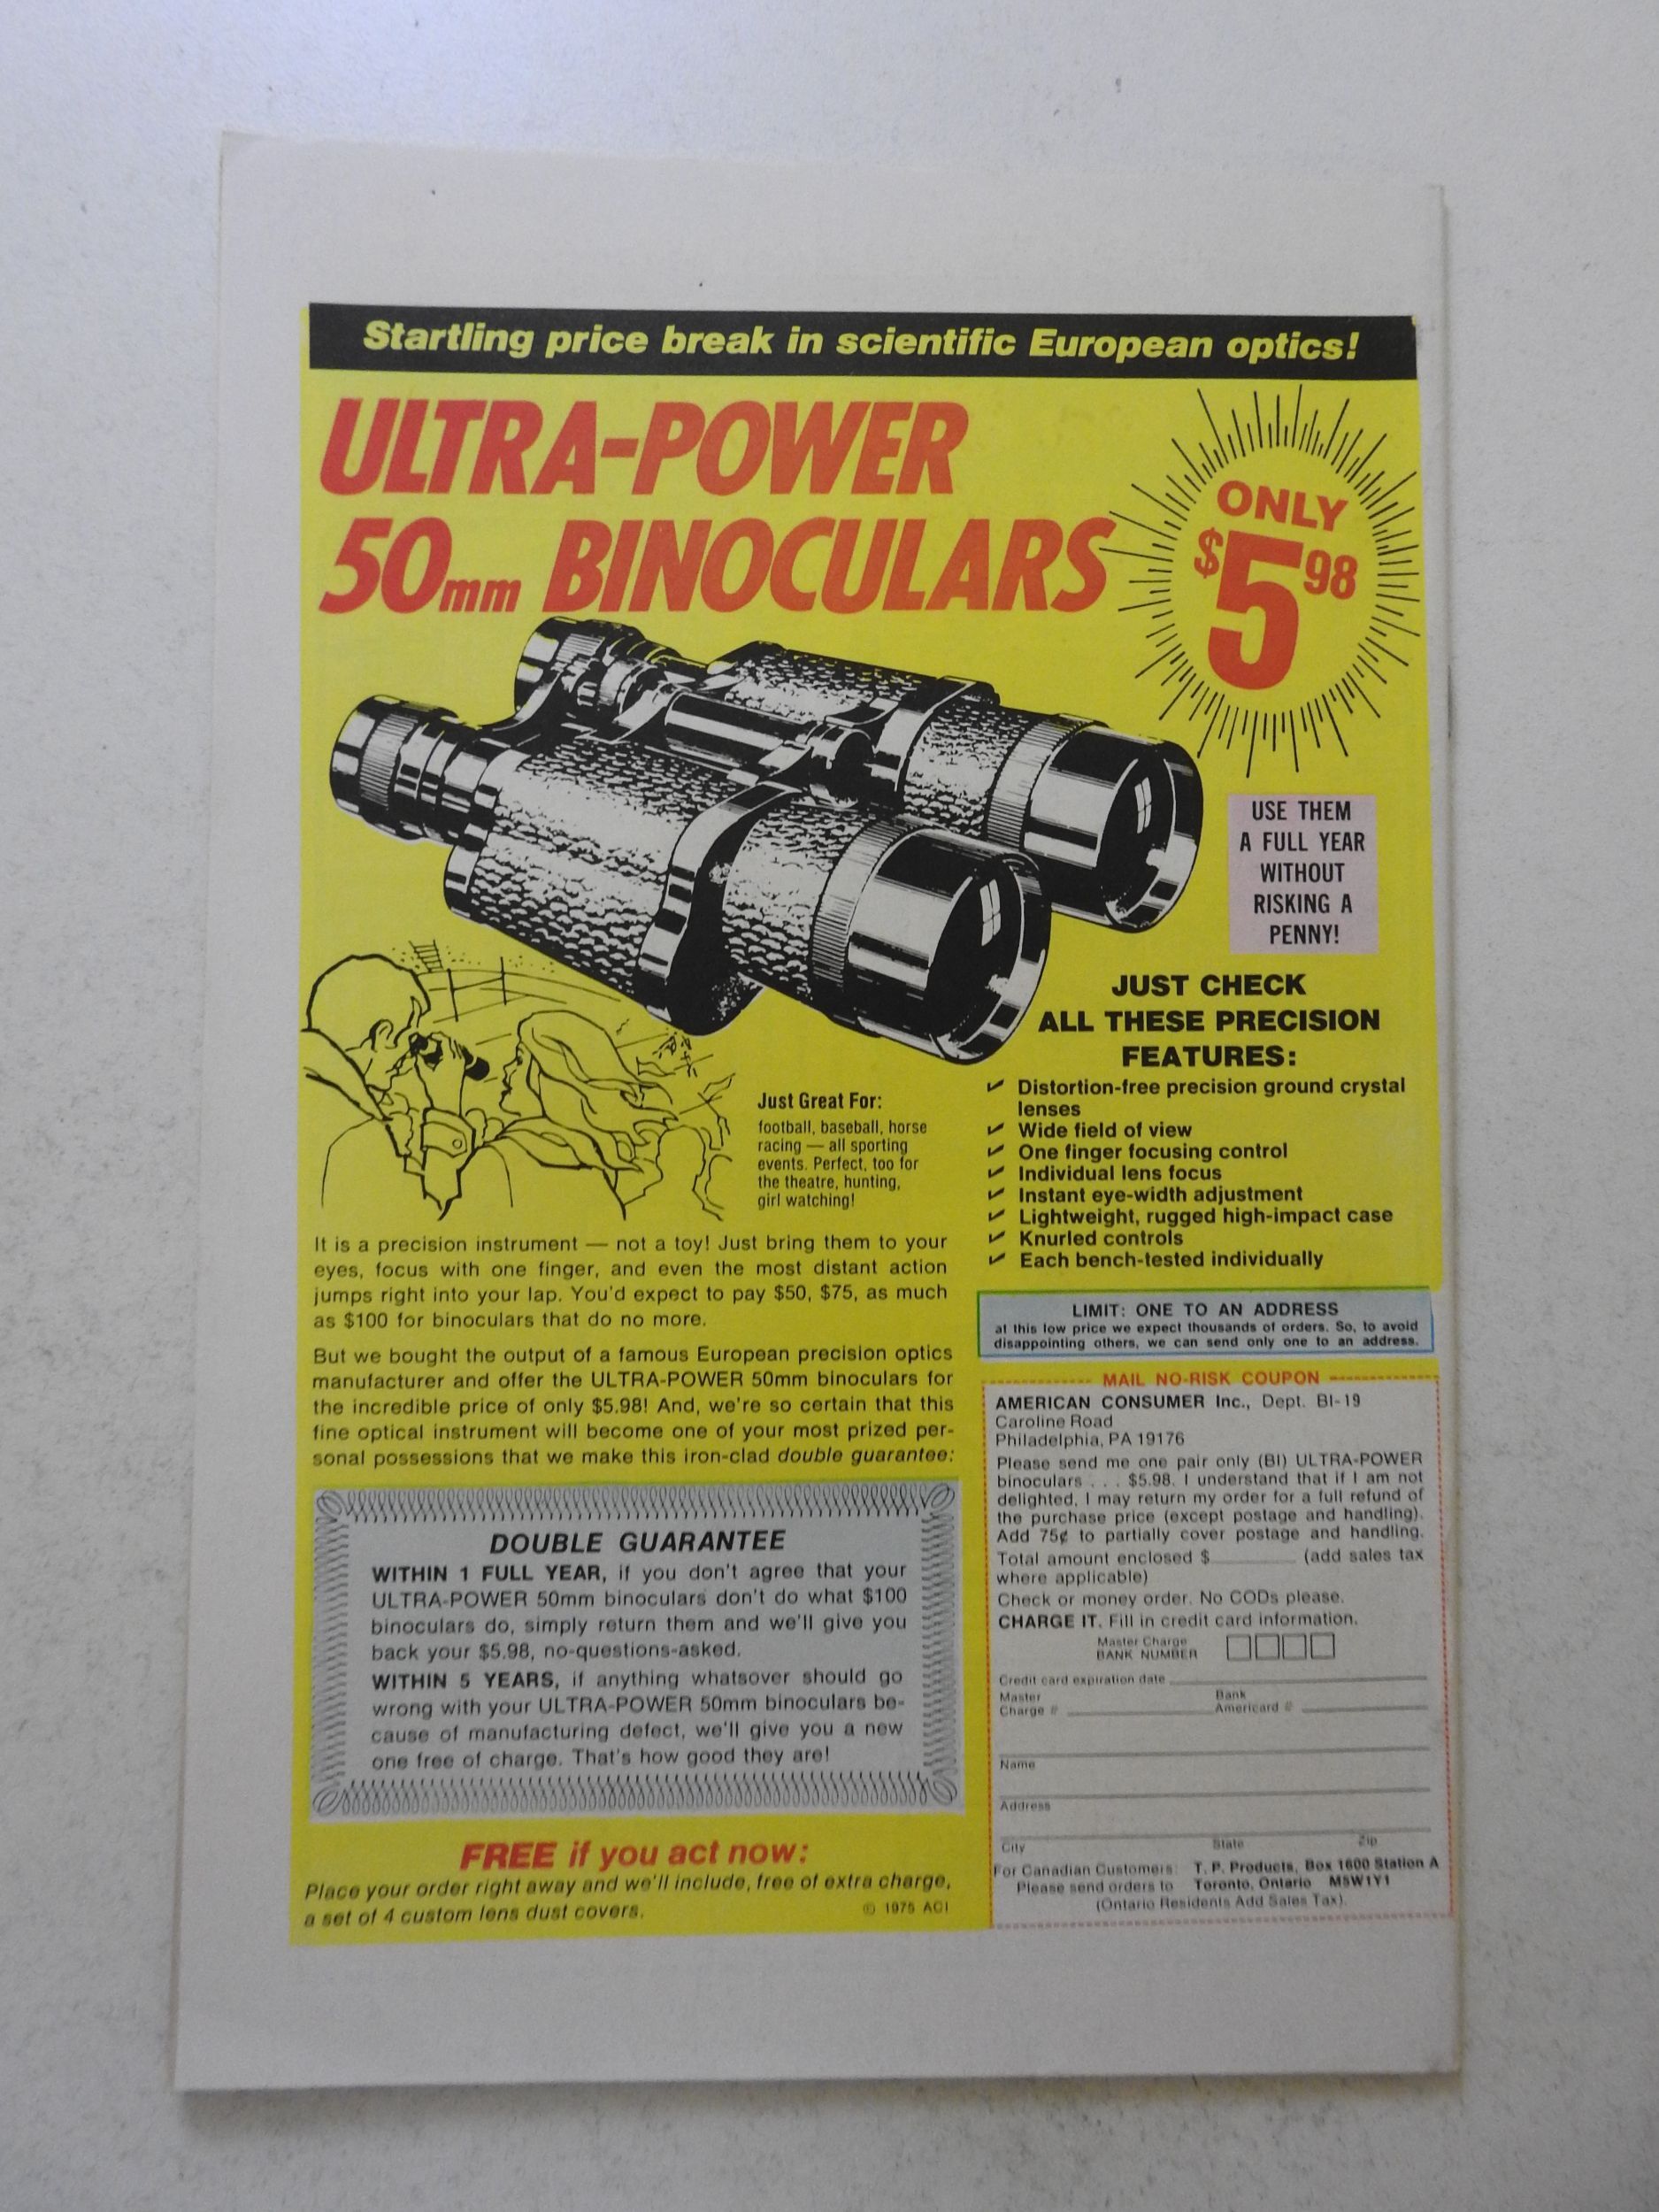 Startling price break in scientific European optics!
ULTRA-POWER
50mm BINOCULARS
ONLY
$5 98
USE THEM
A FULL YEAR
WITHOUT
RISKING A
PENNY!
JUST CHECK
ALL THESE PRECISION
FEATURES:
✓ Distortion-free precision ground crystal
lenses
✓ Wide field of view
✓ One finger focusing control
✓ Individual lens focus
✓ Instant eye-width adjustment
✓ Lightweight, rugged high-impact case
✓ Knurled controls
✓ Each bench-tested individually
Just Great For:
football, baseball, horse
racing — all sporting
events. Perfect, too for
the theatre, hunting,
girl watching!
It is a precision instrument — not a toy! Just bring them to your
eyes, focus with one finger, and even the most distant action
jumps right into your lap. You'd expect to pay $50, $75, as much
as $100 for binoculars that do no more.
But we bought the output of a famous European precision optics
manufacturer and offer the ULTRA-POWER 50mm binoculars for
the incredible price of only $5.98! And, we're so certain that this
fine optical instrument will become one of your most prized per-
sonal possessions that we make this iron-clad double guarantee:
DOUBLE GUARANTEE
WITHIN 1 FULL YEAR, if you don't agree that your
ULTRA-POWER 50mm binoculars don't do what $100
binoculars do, simply return them and we'll give you
back your $5.98, no-questions-asked.
WITHIN 5 YEARS, if anything whatsover should go
wrong with your ULTRA-POWER 50mm binoculars be-
cause of manufacturing defect, we'll give you a new
one free of charge. That's how good they are!
FREE if you act now:
Place your order right away and we'll include, free of extra charge,
a set of 4 custom lens dust covers.
© 1975 ACI
LIMIT: ONE TO AN ADDRESS
at this low price we expect thousands of orders. So, to avoid
disappointing others, we can send only one to an address.
MAIL NO-RISK COUPON
AMERICAN CONSUMER Inc., Dept. BI-19
Caroline Road
Philadelphia, PA 19176
Please send me one pair only (BI) ULTRA-POWER
binoculars . . . $5.98. I understand that if I am not
delighted, I may return my order for a full refund of
the purchase price (except postage and handling).
Add 75¢ to partially cover postage and handling.
Total amount enclosed $ (add sales tax
where applicable)
Check or money order. No CODs please.
CHARGE IT. Fill in credit card information.
Master Charge
BANK NUMBER
Credit card expiration date
Master Bank
Charge # Americard #
Name
Address
City State Zip
For Canadian Customers: T. P. Products, Box 1600 Station A
Please send orders to Toronto, Ontario M5W1Y1
(Ontario Residents Add Sales Tax).